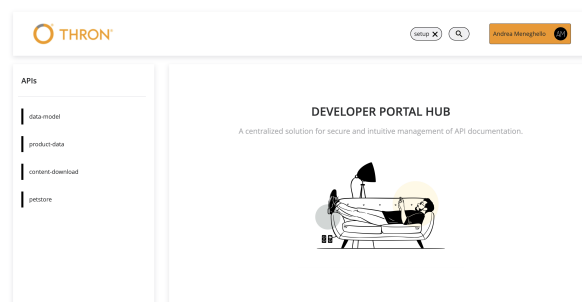 THRON
setup
Andrea Meneghello
AM
APIs
data-model
product-data
content-download
petstore
DEVELOPER PORTAL HUB
A centralized solution for secure and intuitive management of API documentation.